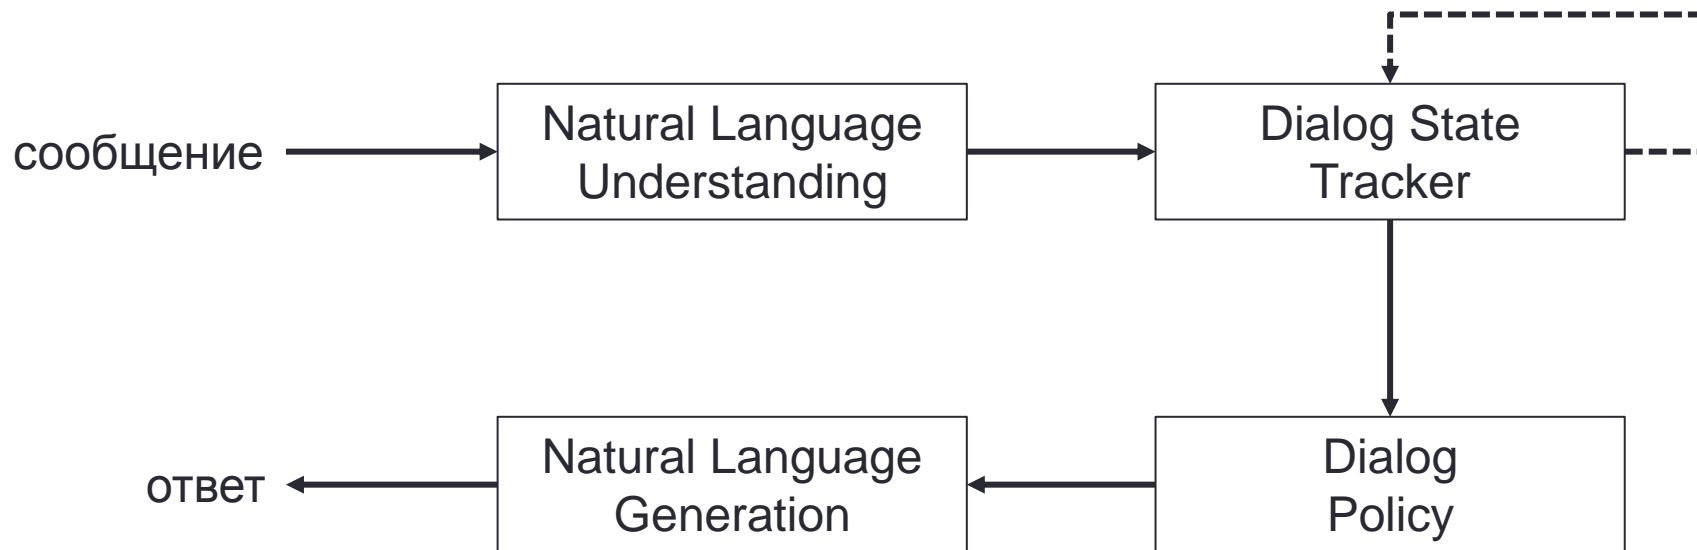 сообщение
Natural Language
Understanding
Dialog State
Tracker
ответ
Natural Language
Generation
Dialog
Policy